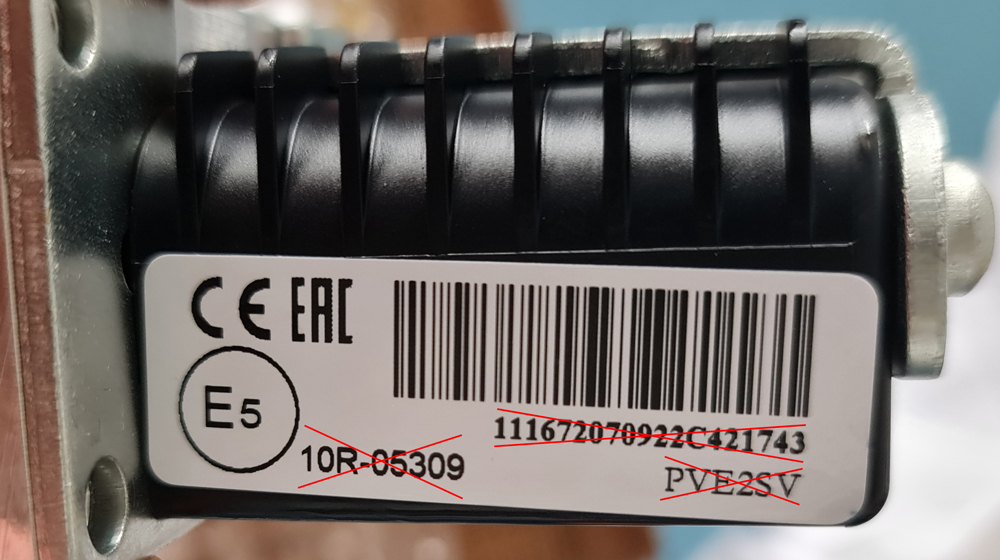 CE EAC
E5
111672070922C421743
10R-05309
PVE2SV